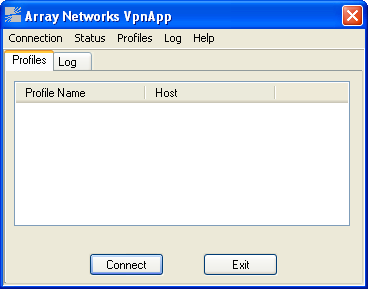 Array Networks VpnApp
Connection Status Profiles Log Help
Profiles Log
Profile Name Host
Connect Exit